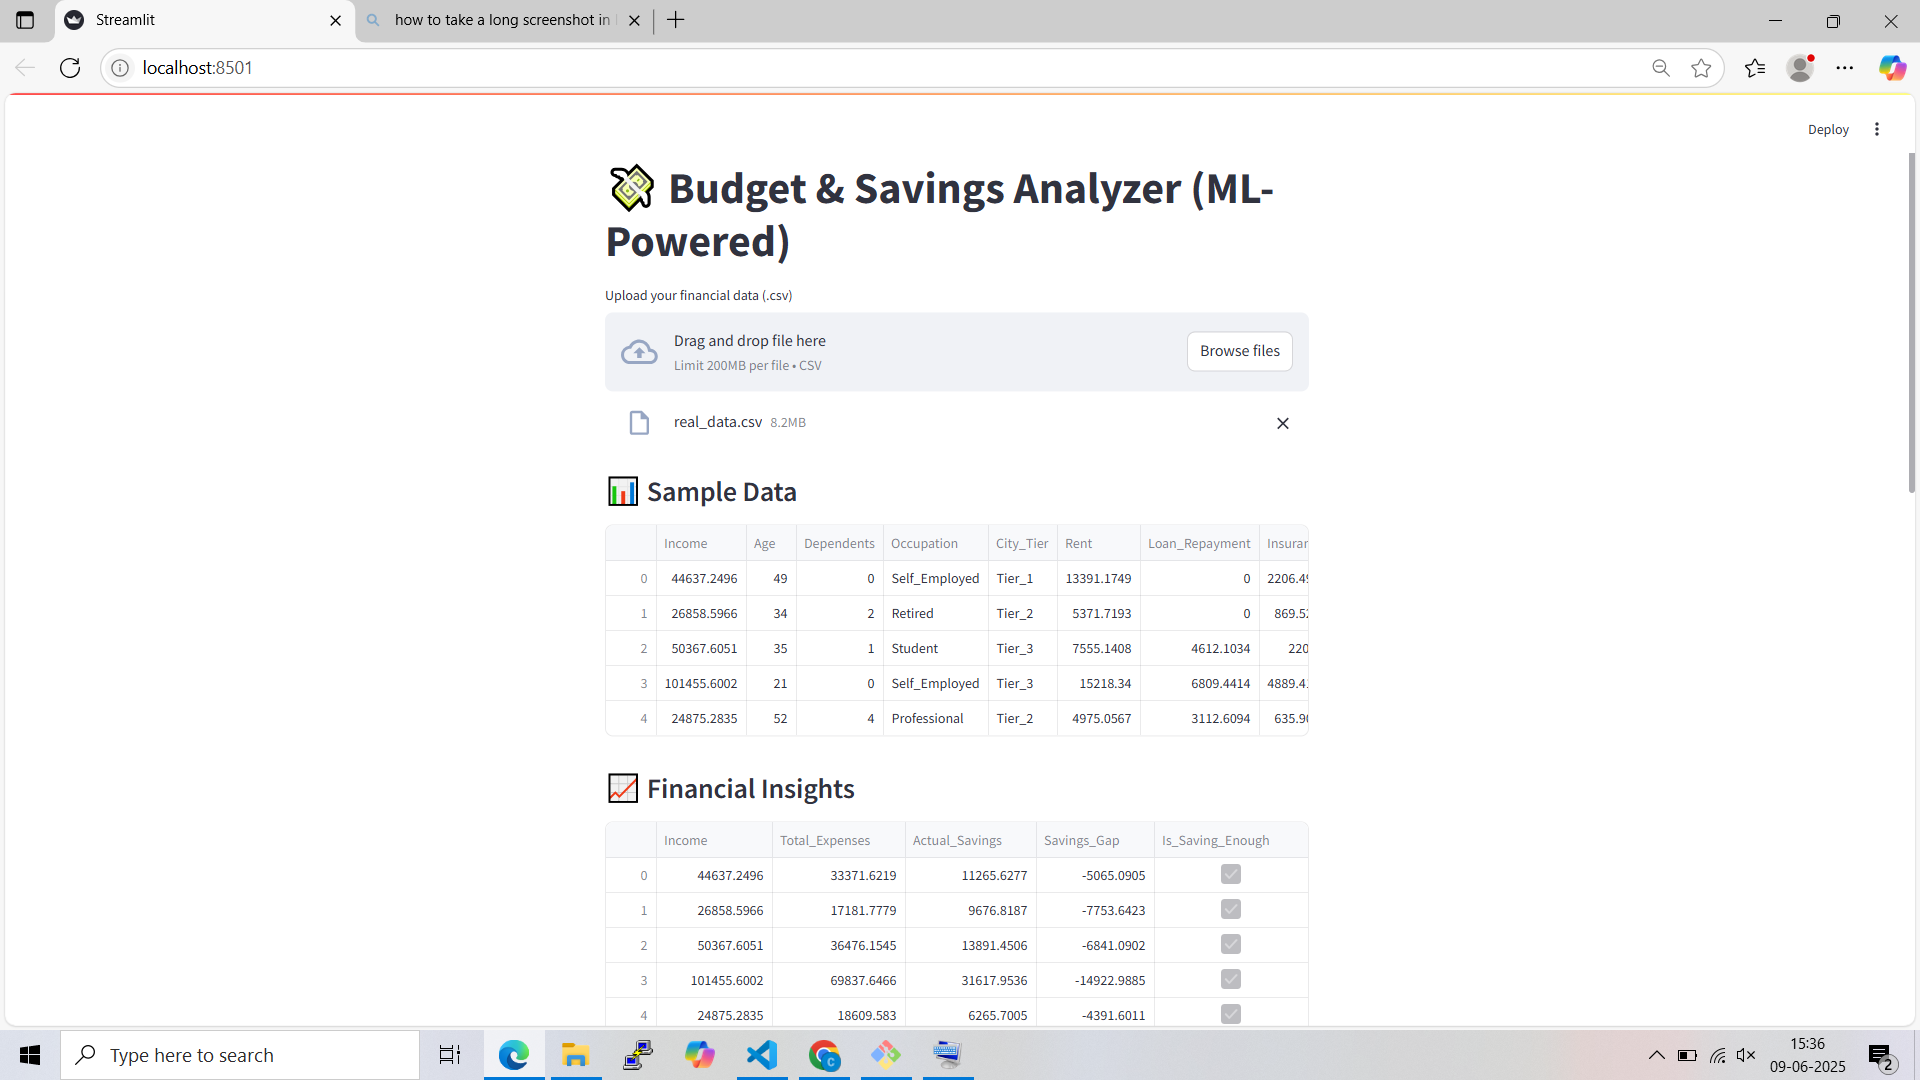 Streamlit
how to take a long screenshot in
localhost:8501
Deploy
Budget & Savings Analyzer (ML-
Powered)
Upload your financial data (.csv)
Drag and drop file here
Limit 200MB per file • CSV
Browse files
real_data.csv 8.2MB
Sample Data
Income Age Dependents Occupation City_Tier Rent Loan_Repayment Insurar
0 44637.2496 49 0 Self_Employed Tier_1 13391.1749 0 2206.49
1 26858.5966 34 2 Retired Tier_2 5371.7193 0 869.52
2 50367.6051 35 1 Student Tier_3 7555.1408 4612.1034 220
3 101455.6002 21 0 Self_Employed Tier_3 15218.34 6809.4414 4889.4
4 24875.2835 52 4 Professional Tier_2 4975.0567 3112.6094 635.90
Financial Insights
Income Total_Expenses Actual_Savings Savings_Gap Is_Saving_Enough
0 44637.2496 33371.6219 11265.6277 -5065.0905
1 26858.5966 17181.7779 9676.8187 -7753.6423
2 50367.6051 36476.1545 13891.4506 -6841.0902
3 101455.6002 69837.6466 31617.9536 -14922.9885
4 24875.2835 18609.583 6265.7005 -4391.6011
Type here to search
15:36
09-06-2025
2